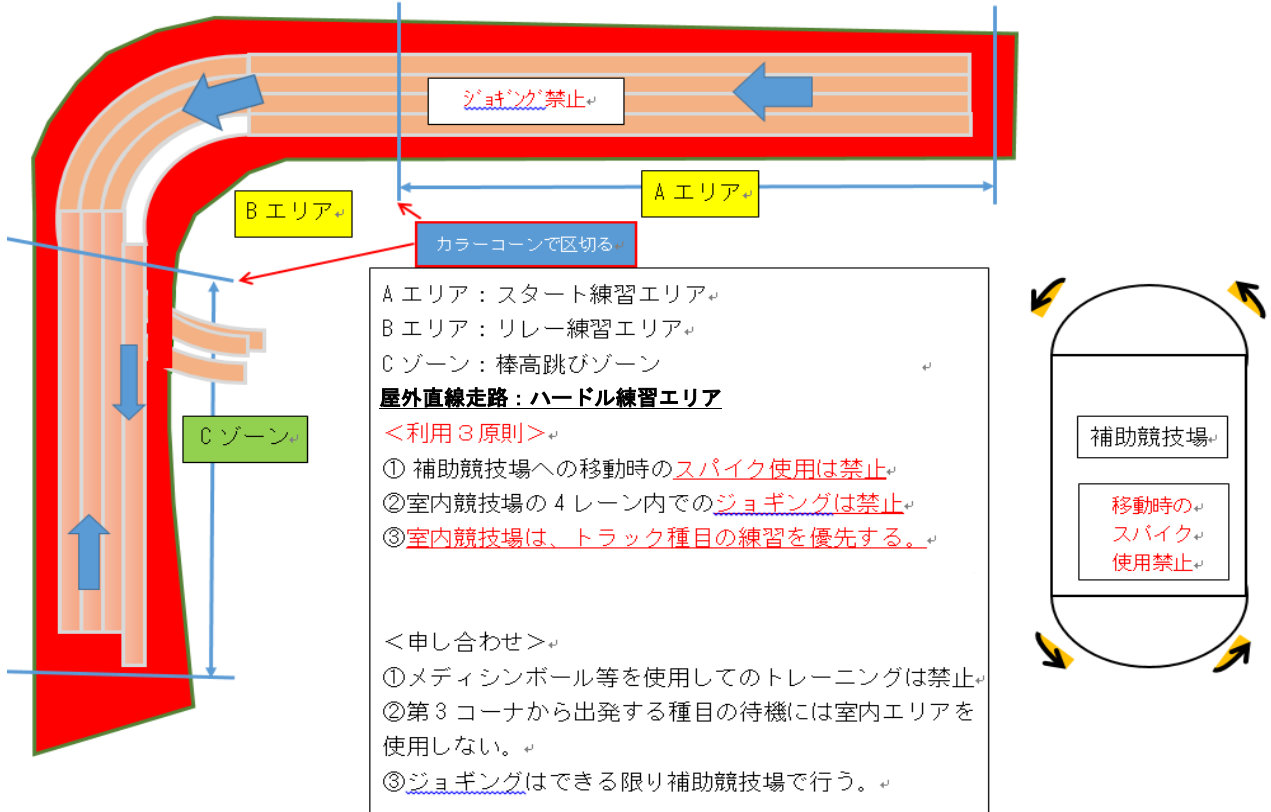 ジョギング禁止
Aエリア
Bエリア
カラーコーンで区切る
Cゾーン
Aエリア：スタート練習エリア
Bエリア：リレー練習エリア
Cゾーン：棒高跳びゾーン
屋外直線走路：ハードル練習エリア
＜利用３原則＞
① 補助競技場への移動時のスパイク使用は禁止
②室内競技場の４レーン内でのジョギングは禁止
③室内競技場は、トラック種目の練習を優先する。
＜申し合わせ＞
①メディシンボール等を使用してのトレーニングは禁止
②第３コーナから出発する種目の待機には室内エリアを
使用しない。
③ジョギングはできる限り補助競技場で行う。
補助競技場
移動時の
スパイク
使用禁止